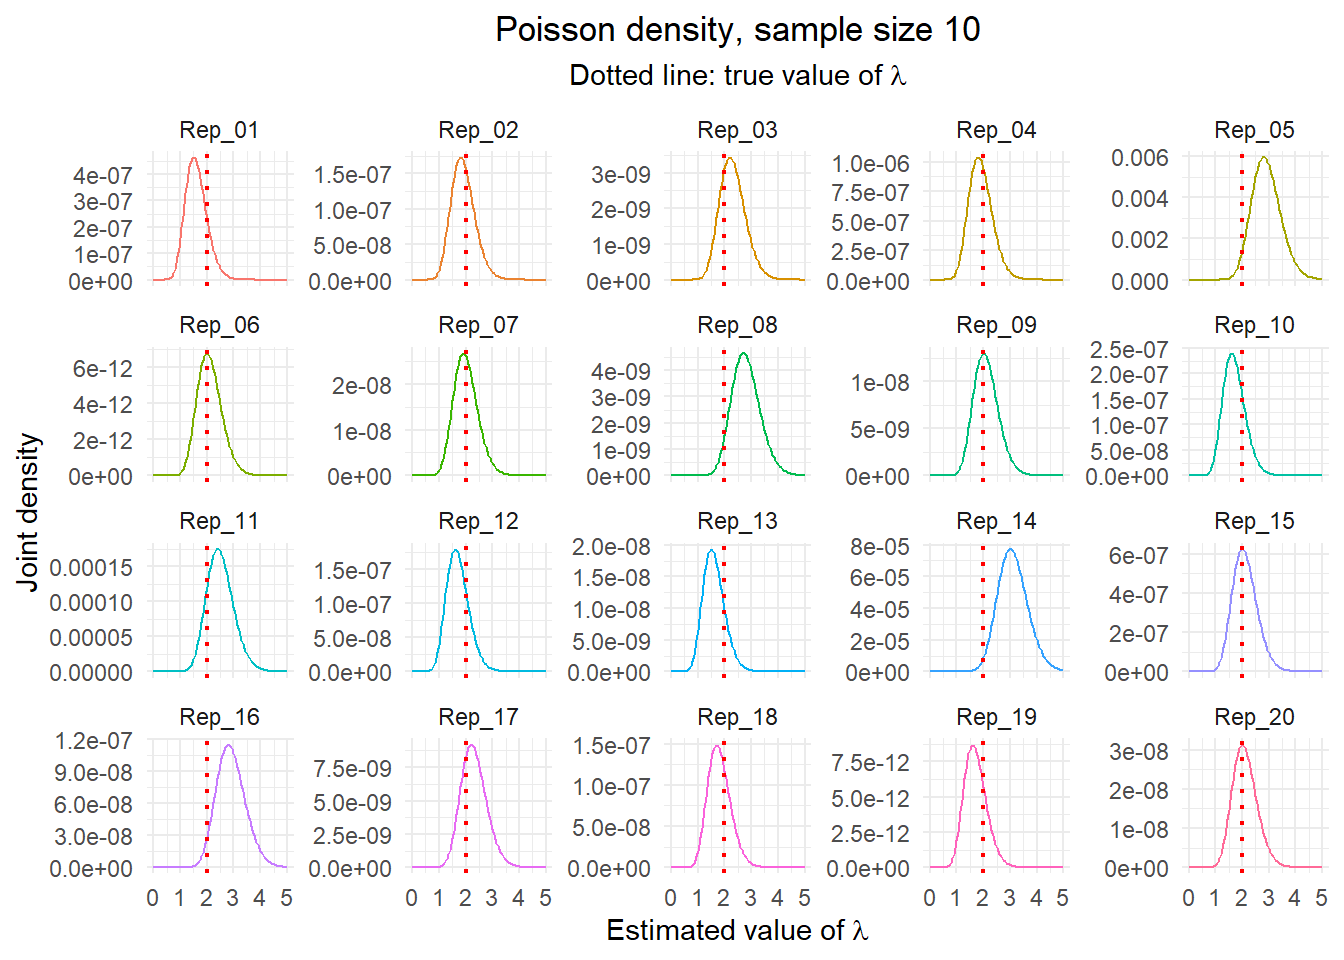 Poisson density, sample size 10
Dotted line: true value of λ
Rep_01 Rep_02 Rep_03 Rep_04 Rep_05
4e-07 3e-07 2e-07 1e-07 0e+00
1.5e-07 1.0e-07 5.0e-08 0.0e+00
3e-09 2e-09 1e-09 0e+00
1.0e-06 7.5e-07 5.0e-07 2.5e-07 0.0e+00
0.006 0.004 0.002 0.000
Rep_06 Rep_07 Rep_08 Rep_09 Rep_10
6e-12 4e-12 2e-12 0e+00
2e-08 1e-08 0e+00
4e-09 3e-09 2e-09 1e-09 0e+00
1e-08 5e-09 0e+00
2.5e-07 2.0e-07 1.5e-07 1.0e-07 5.0e-08 0.0e+00
Joint density
Rep_11 Rep_12 Rep_13 Rep_14 Rep_15
0.00015 0.00010 0.00005 0.00000
1.5e-07 1.0e-07 5.0e-08 0.0e+00
2.0e-08 1.5e-08 1.0e-08 5.0e-09 0.0e+00
8e-05 6e-05 4e-05 2e-05 0e+00
6e-07 4e-07 2e-07 0e+00
Rep_16 Rep_17 Rep_18 Rep_19 Rep_20
1.2e-07 9.0e-08 6.0e-08 3.0e-08 0.0e+00
7.5e-09 5.0e-09 2.5e-09 0.0e+00
1.5e-07 1.0e-07 5.0e-08 0.0e+00
7.5e-12 5.0e-12 2.5e-12 0.0e+00
3e-08 2e-08 1e-08 0e+00
0 1 2 3 4 5 0 1 2 3 4 5 0 1 2 3 4 5 0 1 2 3 4 5 0 1 2 3 4 5
Estimated value of λ